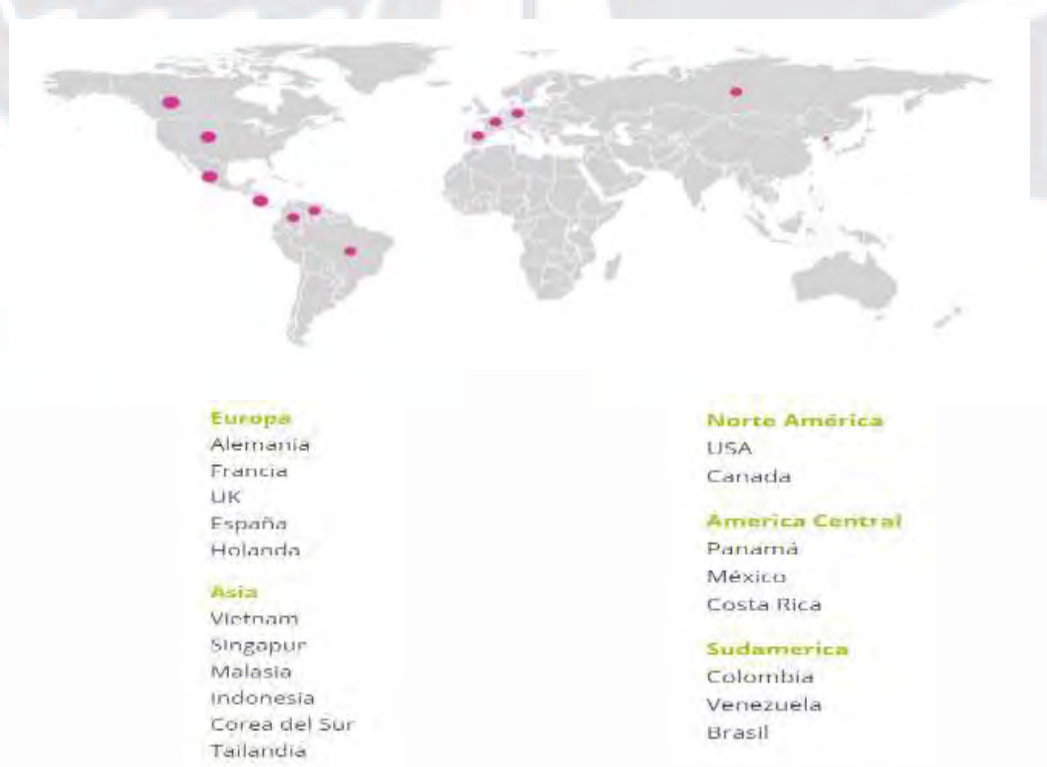 Europa
Alemania
Francia
UK
España
Holanda
Asia
Vietnam
Singapur
Malasia
Indonesia
Corea del Sur
Tailandia
Norte América
USA
Canada
America Central
Panamá
México
Costa Rica
Sudamerica
Colombia
Venezuela
Brasil